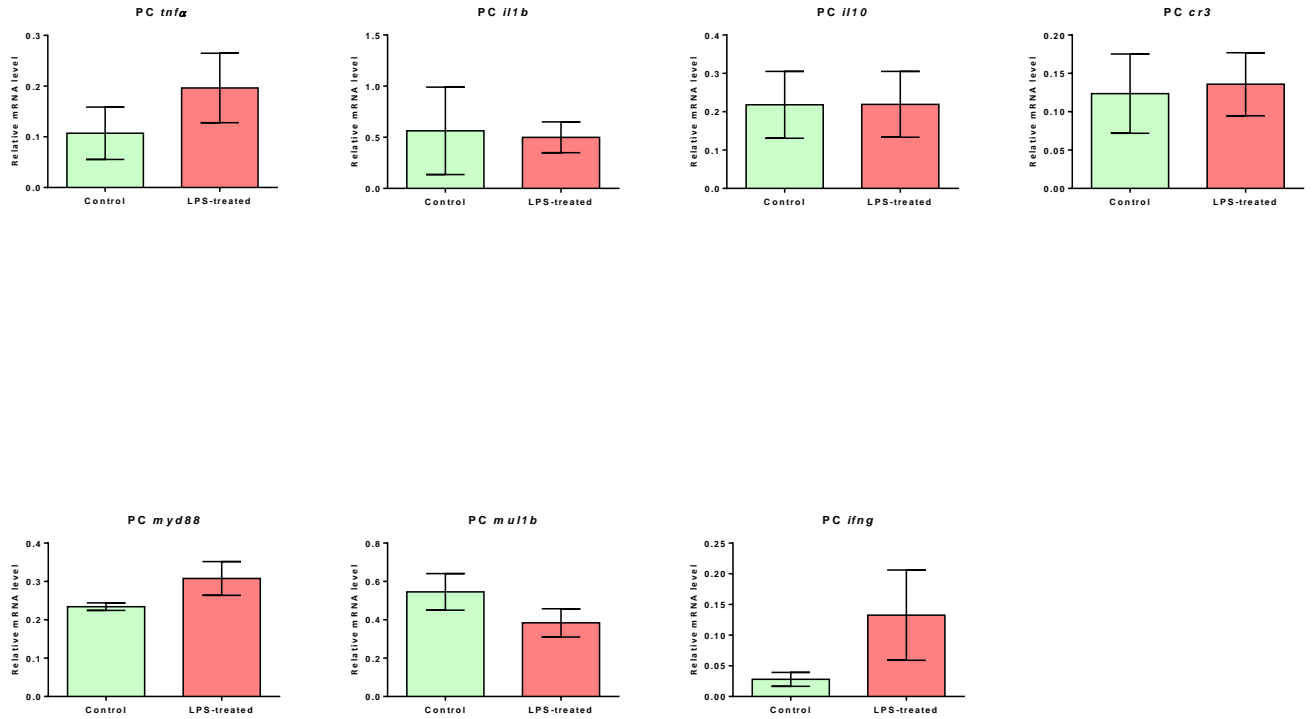 PC tnfα
Relative mRNA level
0.3
0.2
0.1
0.0
Control LPS-treated
PC il1b
Relative mRNA level
1.5
1.0
0.5
0.0
Control LPS-treated
PC il10
Relative mRNA level
0.4
0.3
0.2
0.1
0.0
Control LPS-treated
PC cr3
Relative mRNA level
0.20
0.15
0.10
0.05
0.00
Control LPS-treated
PC myd88
Relative mRNA level
0.4
0.3
0.2
0.1
0.0
Control LPS-treated
PC mul1b
Relative mRNA level
0.8
0.6
0.4
0.2
0.0
Control LPS-treated
PC ifng
Relative mRNA level
0.25
0.20
0.15
0.10
0.05
0.00
Control LPS-treated